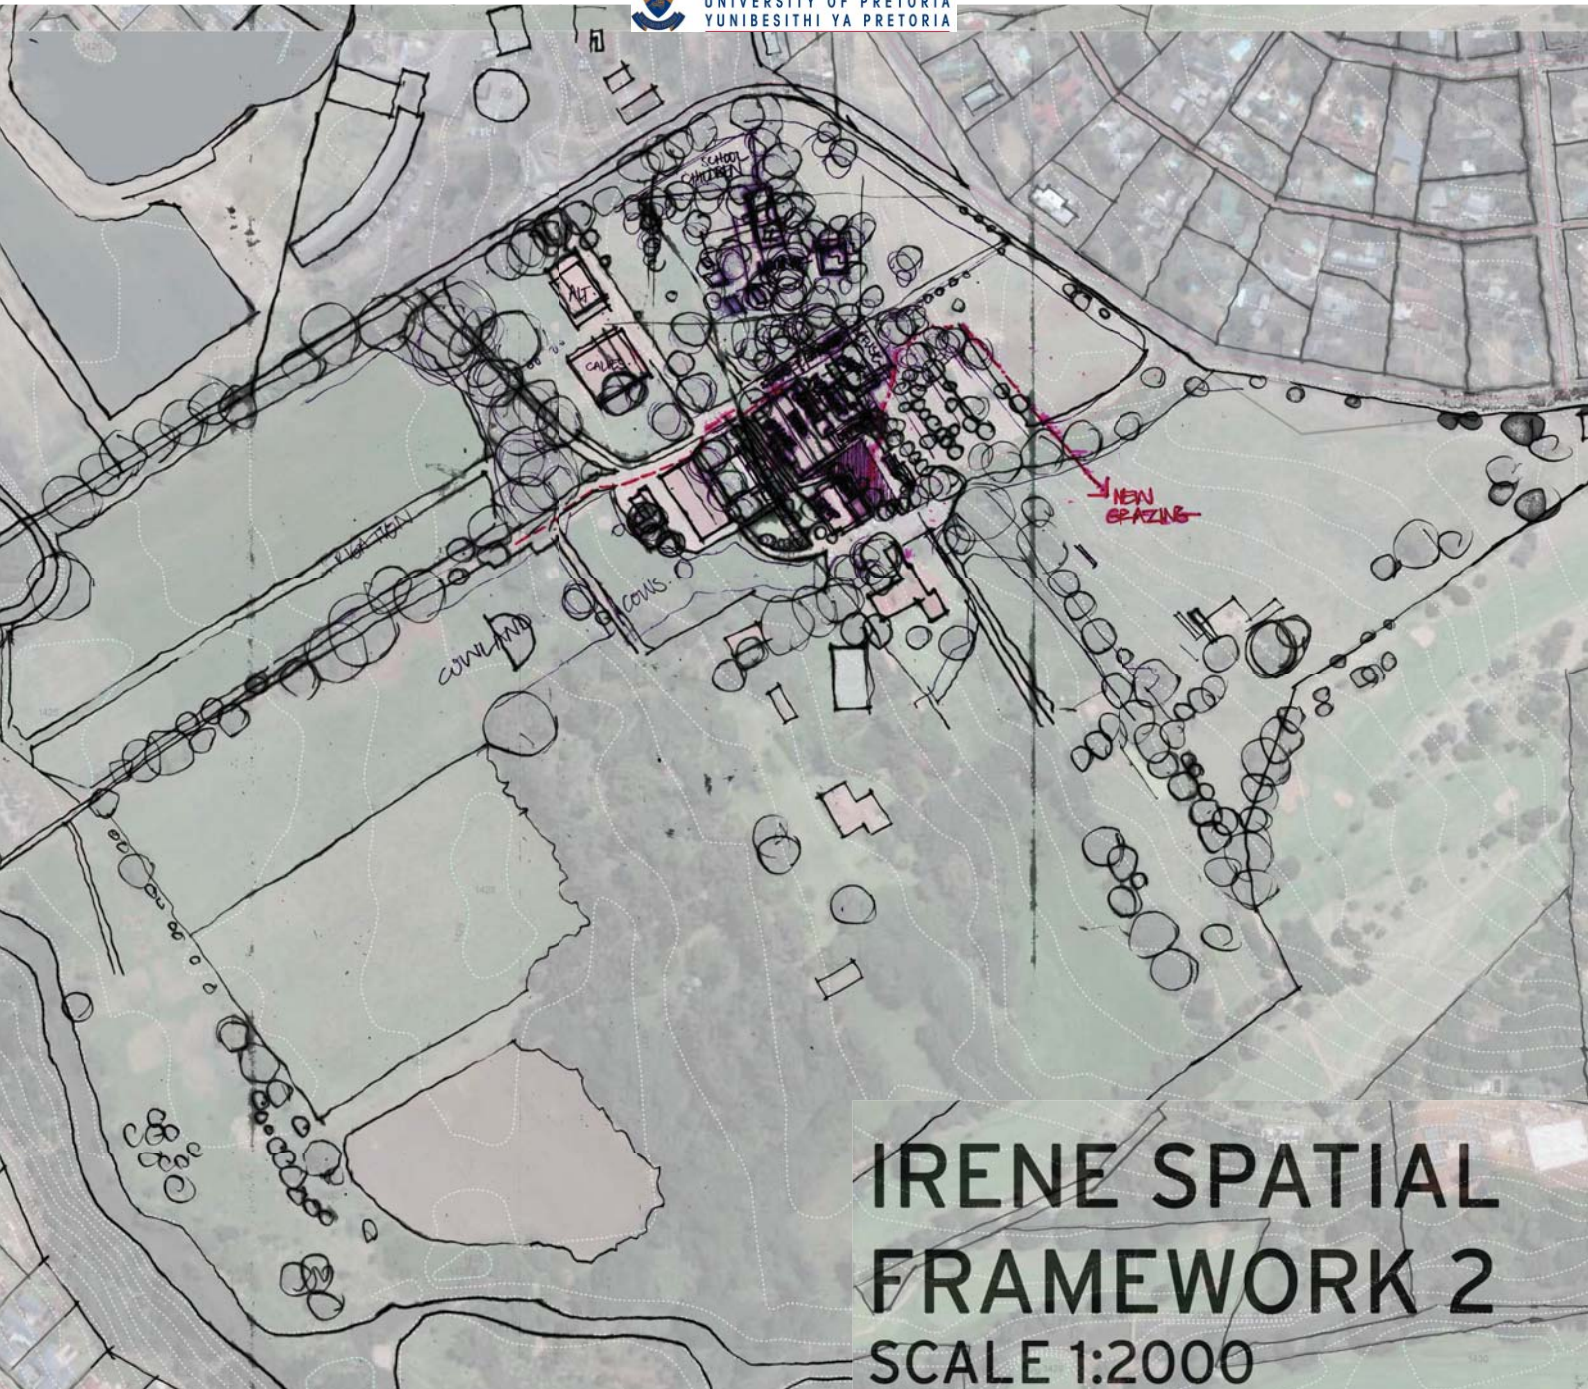 UNIVERSITY OF PRETORIA
YUNIBESITHI YA PRETORIA
SCHOOL
CHILDREN
ALT.
CALVES
NEW
GRAZING
COWS
COWLAND
IRENE SPATIAL
FRAMEWORK 2
SCALE 1:2000